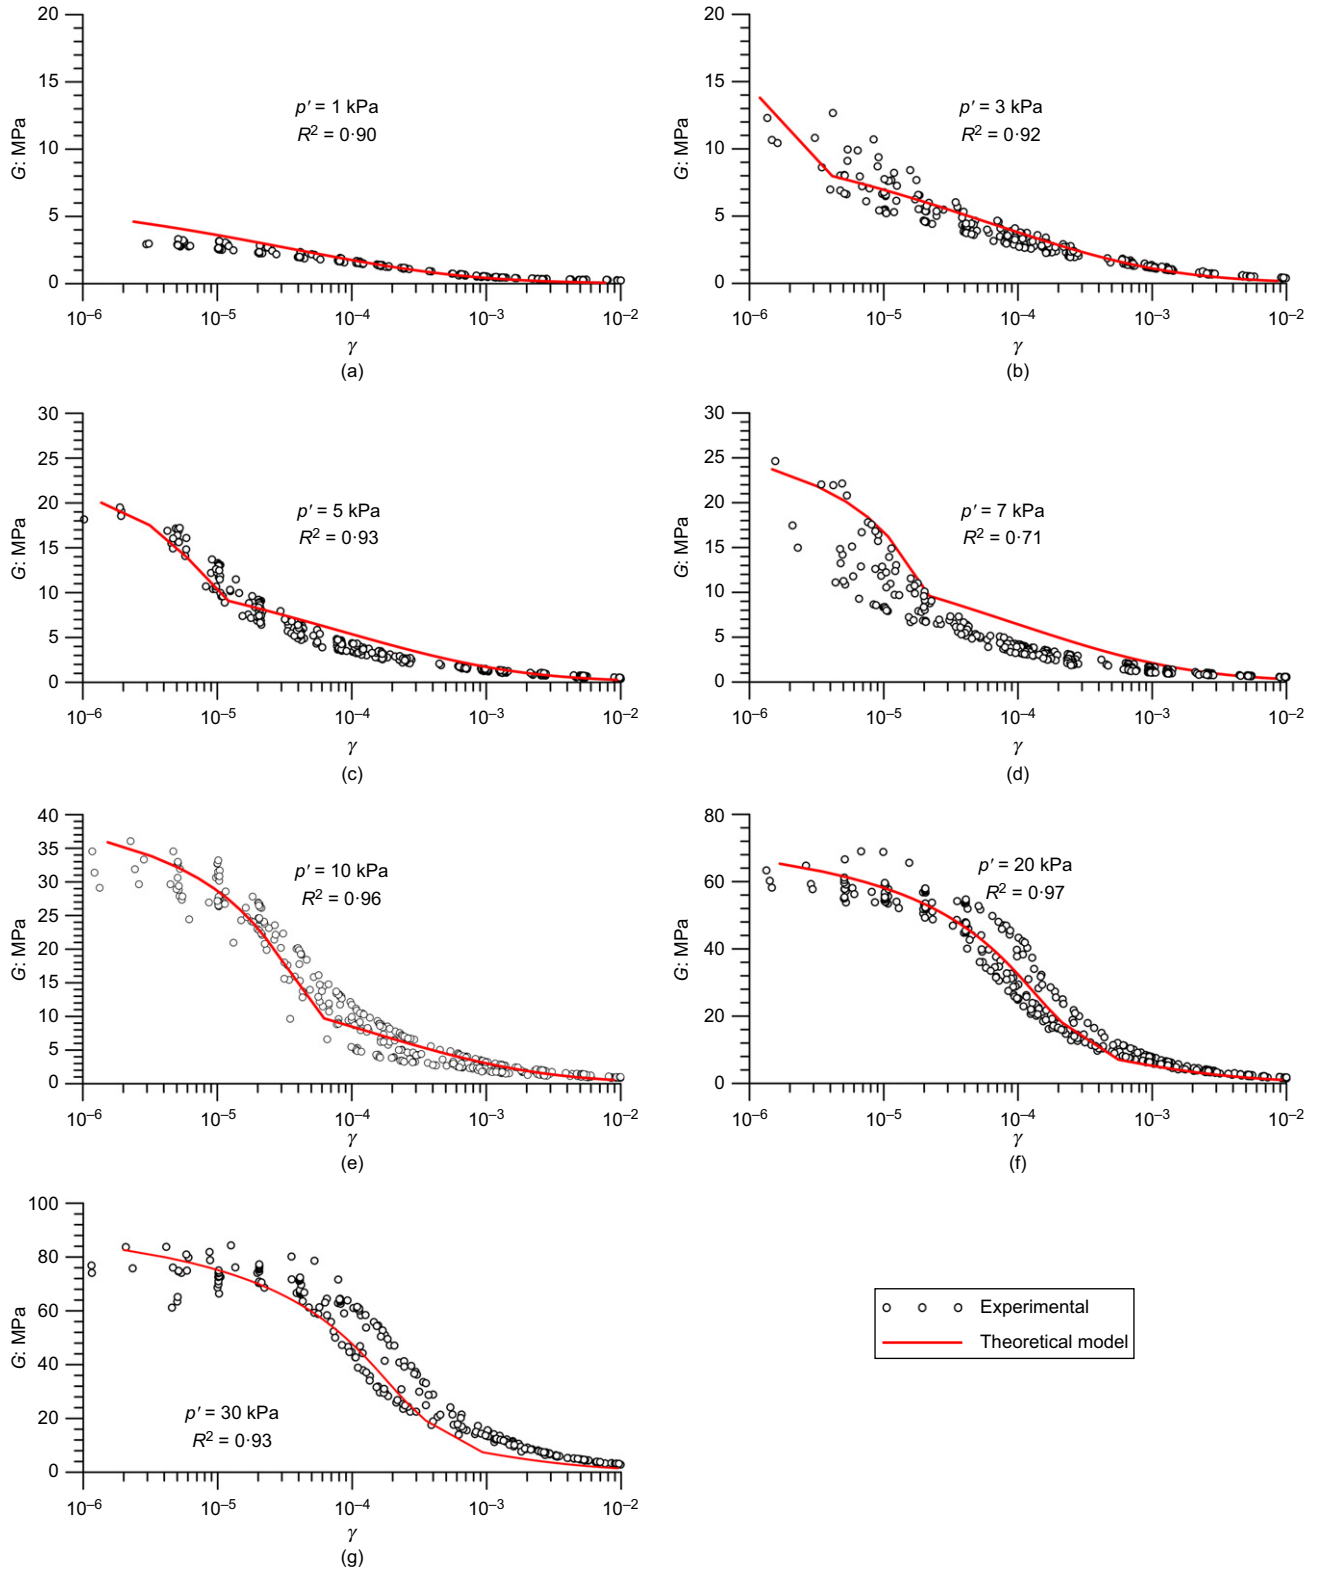 20
15
10
5
0
G: MPa
p′ = 1 kPa
R² = 0·90
10⁻⁶ 10⁻⁵ 10⁻⁴ 10⁻³ 10⁻²
γ
(a)
20
15
10
5
0
G: MPa
p′ = 3 kPa
R² = 0·92
10⁻⁶ 10⁻⁵ 10⁻⁴ 10⁻³ 10⁻²
γ
(b)
30
25
20
15
10
5
0
G: MPa
p′ = 5 kPa
R² = 0·93
10⁻⁶ 10⁻⁵ 10⁻⁴ 10⁻³ 10⁻²
γ
(c)
30
25
20
15
10
5
0
G: MPa
p′ = 7 kPa
R² = 0·71
10⁻⁶ 10⁻⁵ 10⁻⁴ 10⁻³ 10⁻²
γ
(d)
40
35
30
25
20
15
10
5
0
G: MPa
p′ = 10 kPa
R² = 0·96
10⁻⁶ 10⁻⁵ 10⁻⁴ 10⁻³ 10⁻²
γ
(e)
80
60
40
20
0
G: MPa
p′ = 20 kPa
R² = 0·97
10⁻⁶ 10⁻⁵ 10⁻⁴ 10⁻³ 10⁻²
γ
(f)
100
80
60
40
20
0
G: MPa
p′ = 30 kPa
R² = 0·93
10⁻⁶ 10⁻⁵ 10⁻⁴ 10⁻³ 10⁻²
γ
(g)
Experimental
Theoretical model